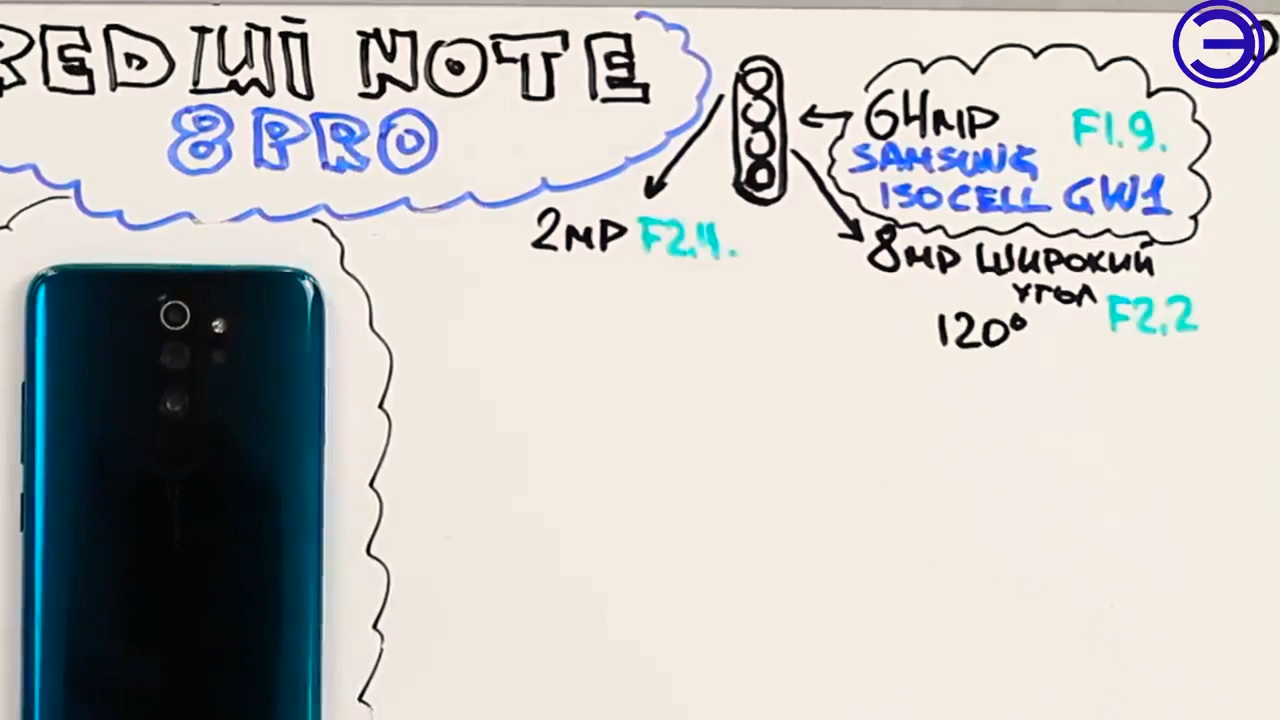 REDMI NOTE
8 PRO
64MP F1.9.
SAMSUNG
ISOCELL GW1
2MP F2.4.
8MP ШИРОКИЙ
УГОЛ F2.2
120°
Э